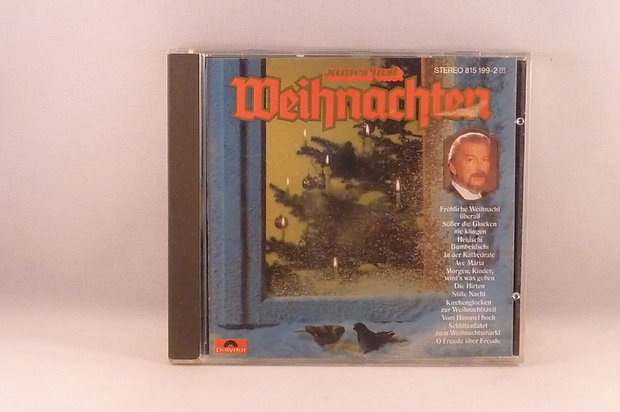 James Last
STEREO 815 199-2
Weihnachten
Fröhliche Weihnacht
überall
Süßer die Glocken
nie klingen
Heidschi
Bumbeidschi
In der Kathedrale
Ave Maria
Morgen, Kinder,
wird's was geben
Die Hirten
Stille Nacht
Kirchenglocken
zur Weihnachtszeit
Vom Himmel hoch
Schlittenfahrt
zum Weihnachtsmarkt
O Freude über Freude
Polydor